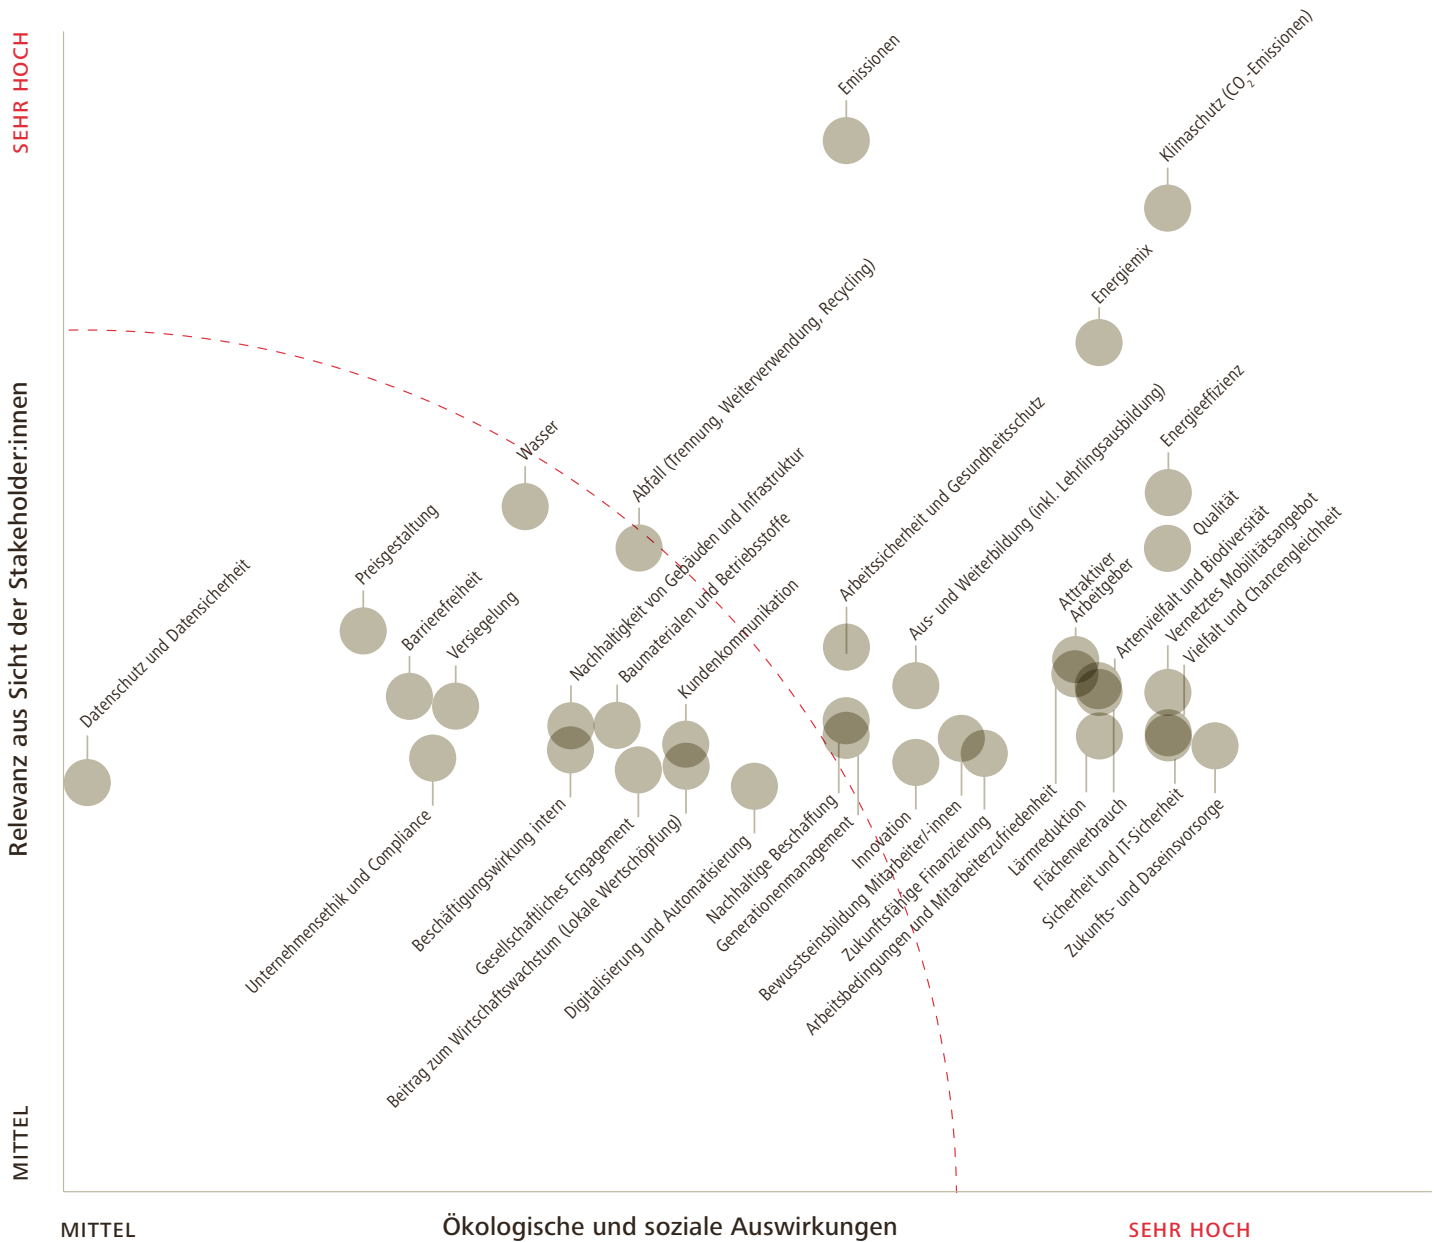 SEHR HOCH
Relevanz aus Sicht der Stakeholder:innen
MITTEL
Emissionen
Klimaschutz (CO₂-Emissionen)
Energiemix
Energieeffizienz
Qualität
Wasser
Abfall (Trennung, Weiterverwendung, Recycling)
Nachhaltigkeit von Gebäuden und Infrastruktur
Baumaterialen und Betriebsstoffe
Kundenkommunikation
Arbeitssicherheit und Gesundheitsschutz
Aus- und Weiterbildung (inkl. Lehrlingsausbildung)
Attraktiver
Arbeitgeber
Artenvielfalt und Biodiversität
Vernetztes Mobilitätsangebot
Vielfalt und Chancengleichheit
Datenschutz und Datensicherheit
Preisgestaltung
Barrierefreiheit
Versiegelung
Unternehmensethik und Compliance
Beschäftigungswirkung intern
Gesellschaftliches Engagement
Beitrag zum Wirtschaftswachstum (Lokale Wertschöpfung)
Digitalisierung und Automatisierung
Nachhaltige Beschaffung
Generationenmanagement
Innovation
Bewusstseinsbildung Mitarbeiter/-innen
Zukunftsfähige Finanzierung
Arbeitsbedingungen und Mitarbeiterzufriedenheit
Lärmreduktion
Flächenverbrauch
Sicherheit und IT-Sicherheit
Zukunfts- und Daseinsvorsorge
MITTEL
Ökologische und soziale Auswirkungen
SEHR HOCH